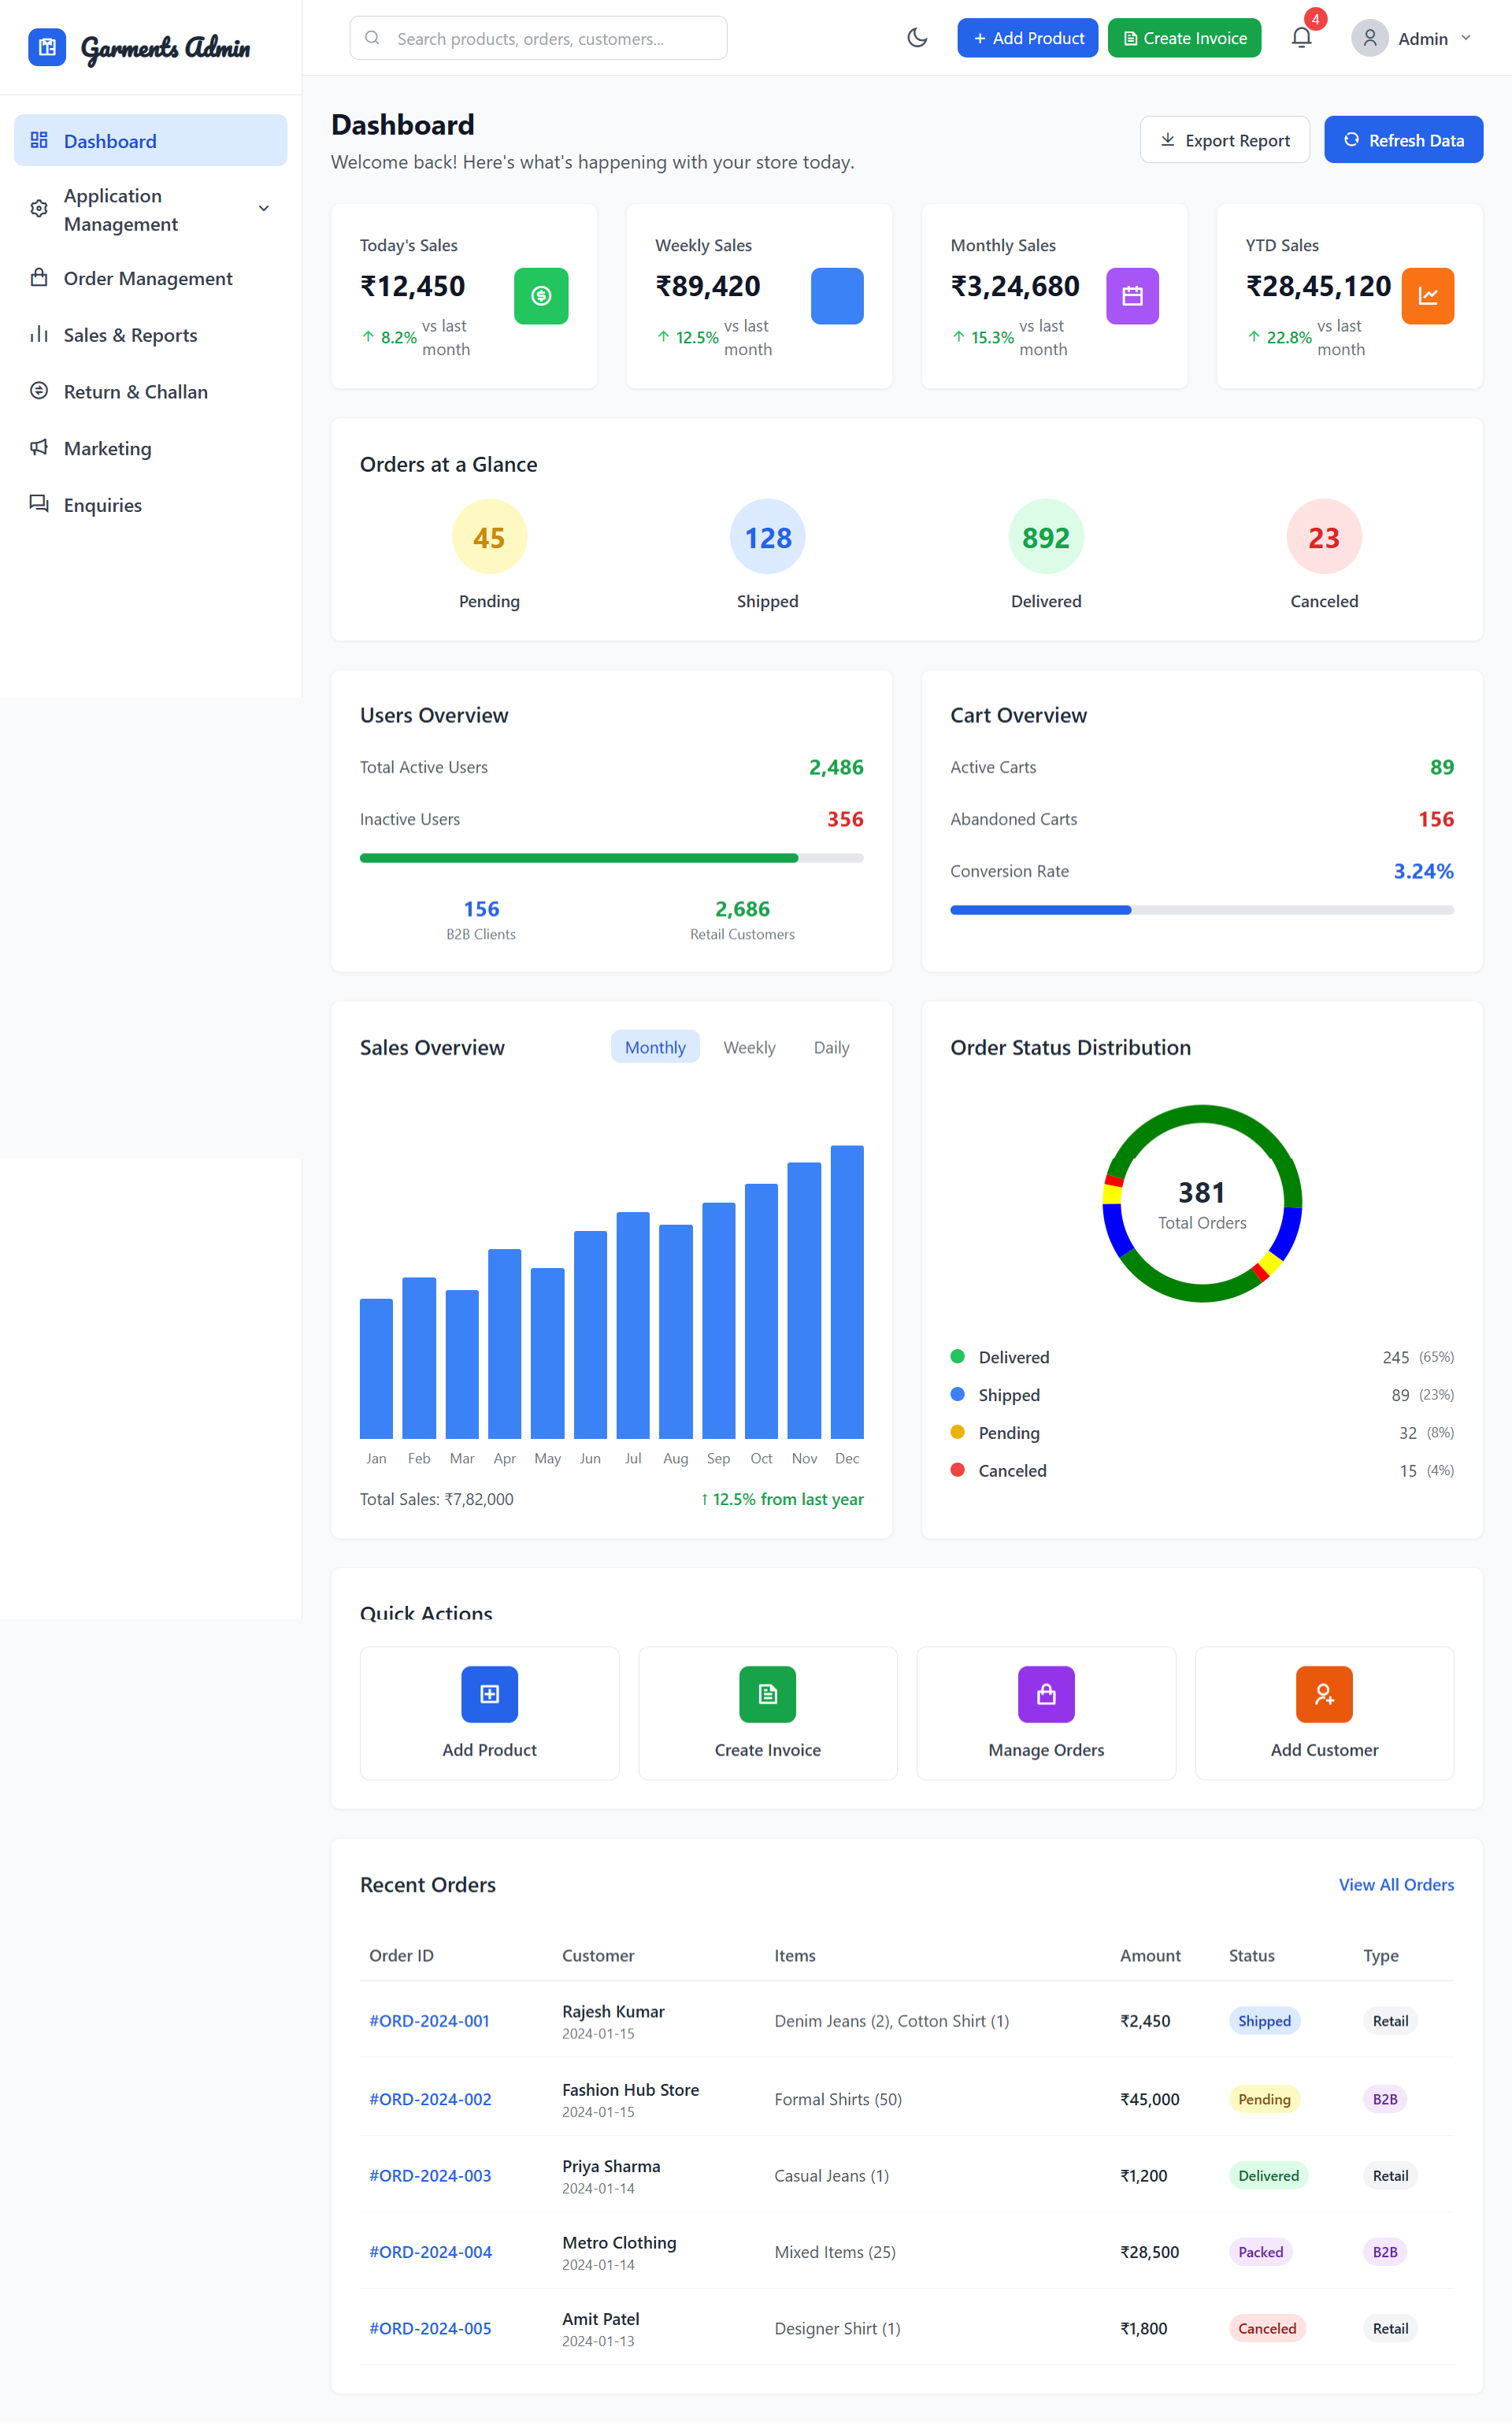 Garments Admin
Search products, orders, customers...
+ Add Product
Create Invoice
4
Admin
Dashboard
Application
Management
Order Management
Sales & Reports
Return & Challan
Marketing
Enquiries
Dashboard
Welcome back! Here's what's happening with your store today.
Export Report
Refresh Data
Today's Sales
₹12,450
↑ 8.2% vs last
month
Weekly Sales
₹89,420
↑ 12.5% vs last
month
Monthly Sales
₹3,24,680
↑ 15.3% vs last
month
YTD Sales
₹28,45,120
↑ 22.8% vs last
month
Orders at a Glance
45
Pending
128
Shipped
892
Delivered
23
Canceled
Users Overview
Total Active Users 2,486
Inactive Users 356
156
B2B Clients
2,686
Retail Customers
Cart Overview
Active Carts 89
Abandoned Carts 156
Conversion Rate 3.24%
Sales Overview
Monthly Weekly Daily
Jan Feb Mar Apr May Jun Jul Aug Sep Oct Nov Dec
Total Sales: ₹7,82,000 ↑ 12.5% from last year
Order Status Distribution
381
Total Orders
Delivered 245 (65%)
Shipped 89 (23%)
Pending 32 (8%)
Canceled 15 (4%)
Quick Actions
Add Product
Create Invoice
Manage Orders
Add Customer
Recent Orders View All Orders
Order ID Customer Items Amount Status Type
#ORD-2024-001 Rajesh Kumar Denim Jeans (2), Cotton Shirt (1) ₹2,450 Shipped Retail
2024-01-15
#ORD-2024-002 Fashion Hub Store Formal Shirts (50) ₹45,000 Pending B2B
2024-01-15
#ORD-2024-003 Priya Sharma Casual Jeans (1) ₹1,200 Delivered Retail
2024-01-14
#ORD-2024-004 Metro Clothing Mixed Items (25) ₹28,500 Packed B2B
2024-01-14
#ORD-2024-005 Amit Patel Designer Shirt (1) ₹1,800 Canceled Retail
2024-01-13